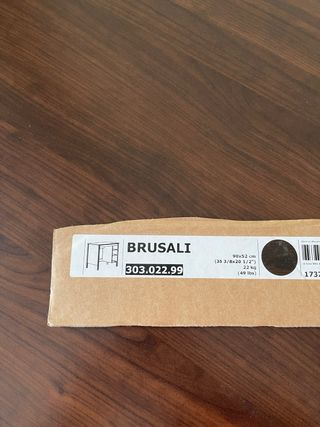 BRUSALI
303.022.99
90x52 cm
(35 3/8x20 1/2")
22 kg
(49 lbs)
1737